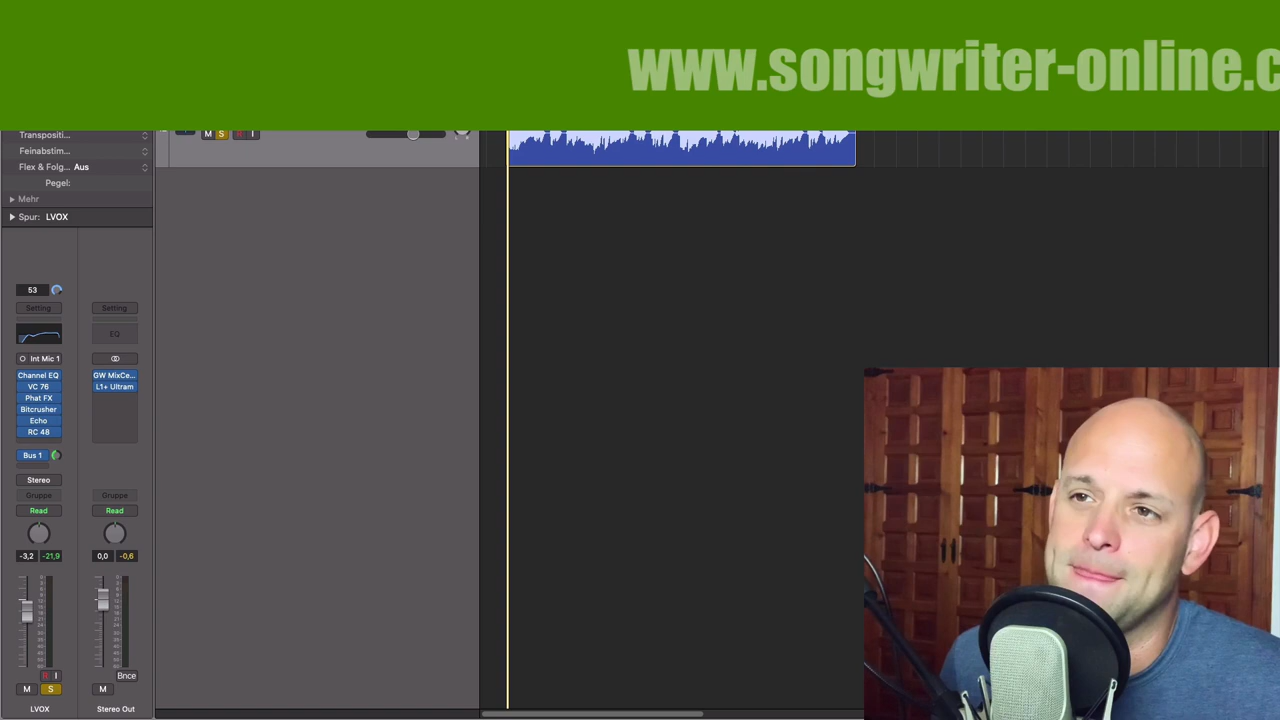 www.songwriter-online.c
Transpositi...
M S R I
Feinabstim...
Flex & Folg... Aus
Pegel:
Mehr
Spur: LVOX
53
Setting Setting
EQ
Int Mic 1
Channel EQ GW MixCe...
VC 76 L1+ Ultram
Phat FX
Bitcrusher
Echo
RC 48
Bus 1
Stereo
Gruppe Gruppe
Read Read
-3,2 -21,9 0,0 -0,6
R I Bnce
M S M
LVOX Stereo Out